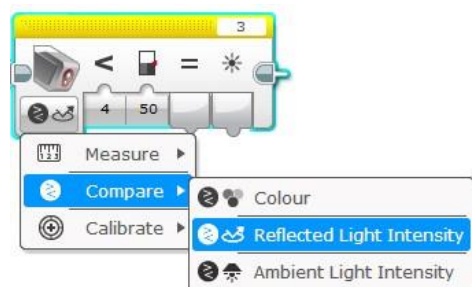 3
< =
4 50
Measure
Compare
Colour
Calibrate
Reflected Light Intensity
Ambient Light Intensity